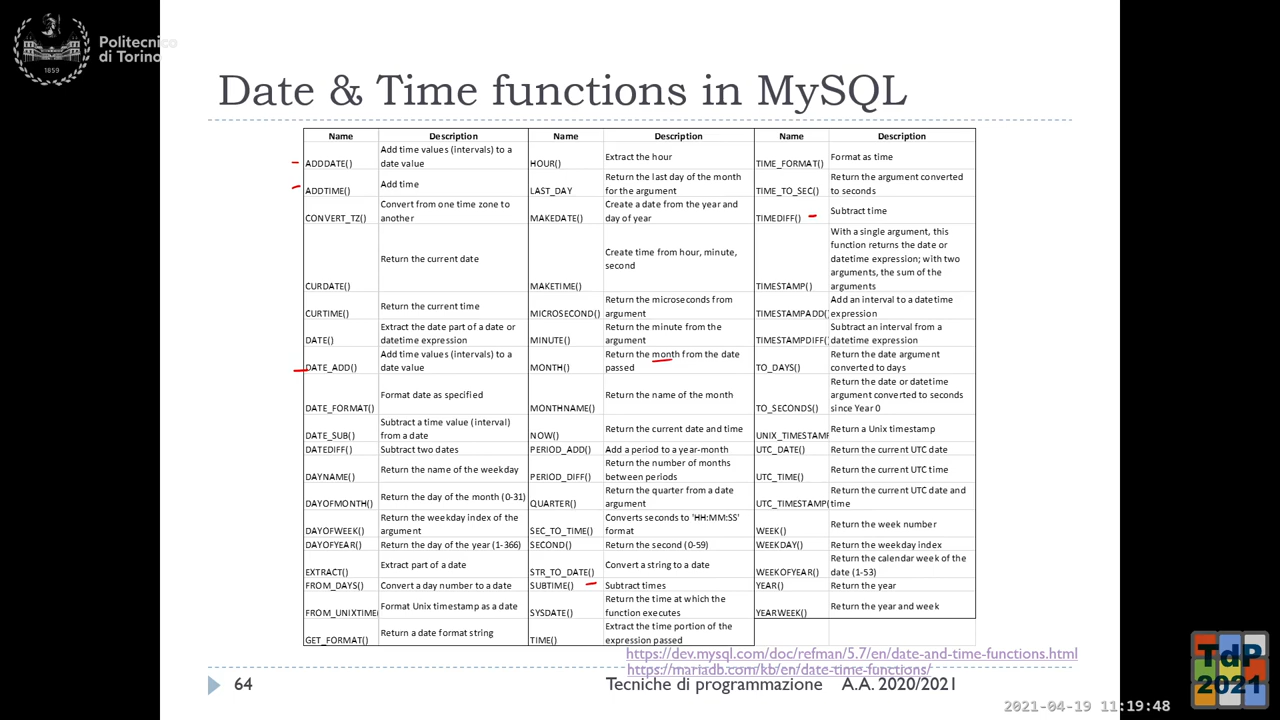 Politecnico
di Torino
1859
Date & Time functions in MySQL
Name Description Name Description Name Description
ADDDATE() Add time values (intervals) to a
date value
HOUR() Extract the hour
TIME_FORMAT() Format as time
ADDTIME() Add time
LAST_DAY Return the last day of the month
for the argument
TIME_TO_SEC() Return the argument converted
to seconds
CONVERT_TZ() Convert from one time zone to
another
MAKEDATE() Create a date from the year and
day of year
TIMEDIFF() Subtract time
CURDATE() Return the current date
MAKETIME() Create time from hour, minute,
second
TIMESTAMP() With a single argument, this
function returns the date or
datetime expression; with two
arguments, the sum of the
arguments
CURTIME() Return the current time
MICROSECOND() Return the microseconds from
argument
TIMESTAMPADD( Add an interval to a datetime
expression
DATE() Extract the date part of a date or
datetime expression
MINUTE() Return the minute from the
argument
TIMESTAMPDIFF( Subtract an interval from a
datetime expression
DATE_ADD() Add time values (intervals) to a
date value
MONTH() Return the month from the date
passed
TO_DAYS() Return the date argument
converted to days
DATE_FORMAT() Format date as specified
MONTHNAME() Return the name of the month
TO_SECONDS() Return the date or datetime
argument converted to seconds
since Year 0
DATE_SUB() Subtract a time value (interval)
from a date
NOW() Return the current date and time
UNIX_TIMESTAMP Return a Unix timestamp
DATEDIFF() Subtract two dates
PERIOD_ADD() Add a period to a year-month
UTC_DATE() Return the current UTC date
DAYNAME() Return the name of the weekday
PERIOD_DIFF() Return the number of months
between periods
UTC_TIME() Return the current UTC time
DAYOFMONTH() Return the day of the month (0-31)
QUARTER() Return the quarter from a date
argument
UTC_TIMESTAMP( Return the current UTC date and
time
DAYOFWEEK() Return the weekday index of the
argument
SEC_TO_TIME() Converts seconds to 'HH:MM:SS'
format
WEEK() Return the week number
DAYOFYEAR() Return the day of the year (1-366)
SECOND() Return the second (0-59)
WEEKDAY() Return the weekday index
EXTRACT() Extract part of a date
STR_TO_DATE() Convert a string to a date
WEEKOFYEAR() Return the calendar week of the
date (1-53)
FROM_DAYS() Convert a day number to a date
SUBTIME() Subtract times
YEAR() Return the year
FROM_UNIXTIME( Format Unix timestamp as a date
SYSDATE() Return the time at which the
function executes
YEARWEEK() Return the year and week
GET_FORMAT() Return a date format string
TIME() Extract the time portion of the
expression passed
https://dev.mysql.com/doc/refman/5.7/en/date-and-time-functions.html
https://mariadb.com/kb/en/date-time-functions/
64 Tecniche di programmazione A.A. 2020/2021
TdP
2021
2021-04-19 11:19:48